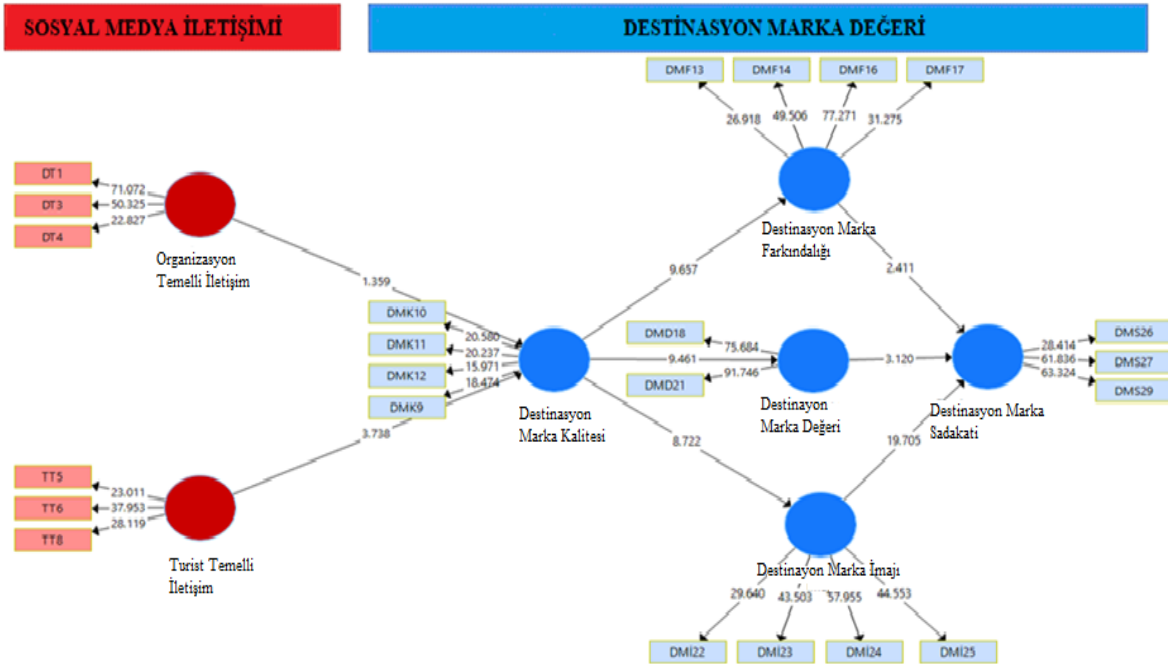 SOSYAL MEDYA İLETİŞİMİ
DESTİNASYON MARKA DEĞERİ
DMF13
DMF14
DMF16
DMF17
26.918
49.506
77.271
31.275
DT1
DT3
DT4
71.072
50.325
22.827
Organizasyon
Temelli İletişim
Destinasyon Marka
Farkındalığı
1.359
9.657
2.411
DMK10
DMK11
DMK12
DMK9
20.580
20.237
15.971
18.474
Destinasyon
Marka Kalitesi
DMD18
DMD21
75.684
9.461
91.746
Destinayon
Marka Değeri
3.120
DMS26
DMS27
DMS29
28.414
61.836
63.324
Destinasyon Marka
Sadakati
3.738
8.722
19.705
TT5
TT6
TT8
23.011
37.953
28.119
Turist Temelli
İletişim
Destinayon Marka İmajı
29.640
43.503
57.955
44.553
DMİ22
DMİ23
DMİ24
DMİ25